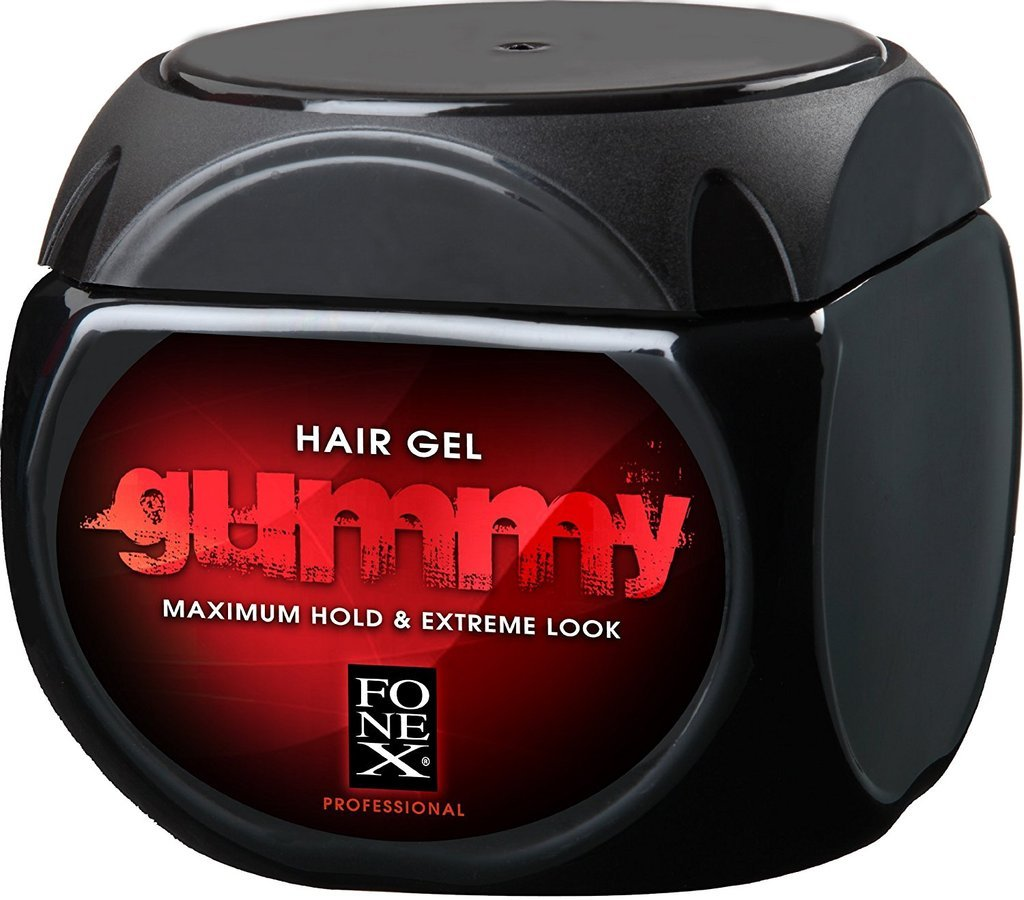 HAIR GEL
gummy
MAXIMUM HOLD & EXTREME LOOK
FO
NE
X®
PROFESSIONAL